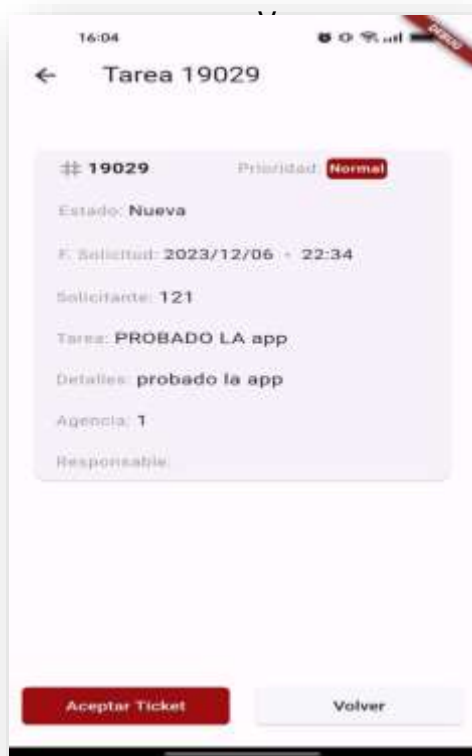 16:04
DEBUG
← Tarea 19029
# 19029 Prioridad: Normal
Estado: Nueva
F. Solicitud: 2023/12/06 - 22:34
Solicitante: 121
Tarea: PROBADO LA app
Detalles: probado la app
Agencia: 1
Responsable:
Aceptar Ticket Volver